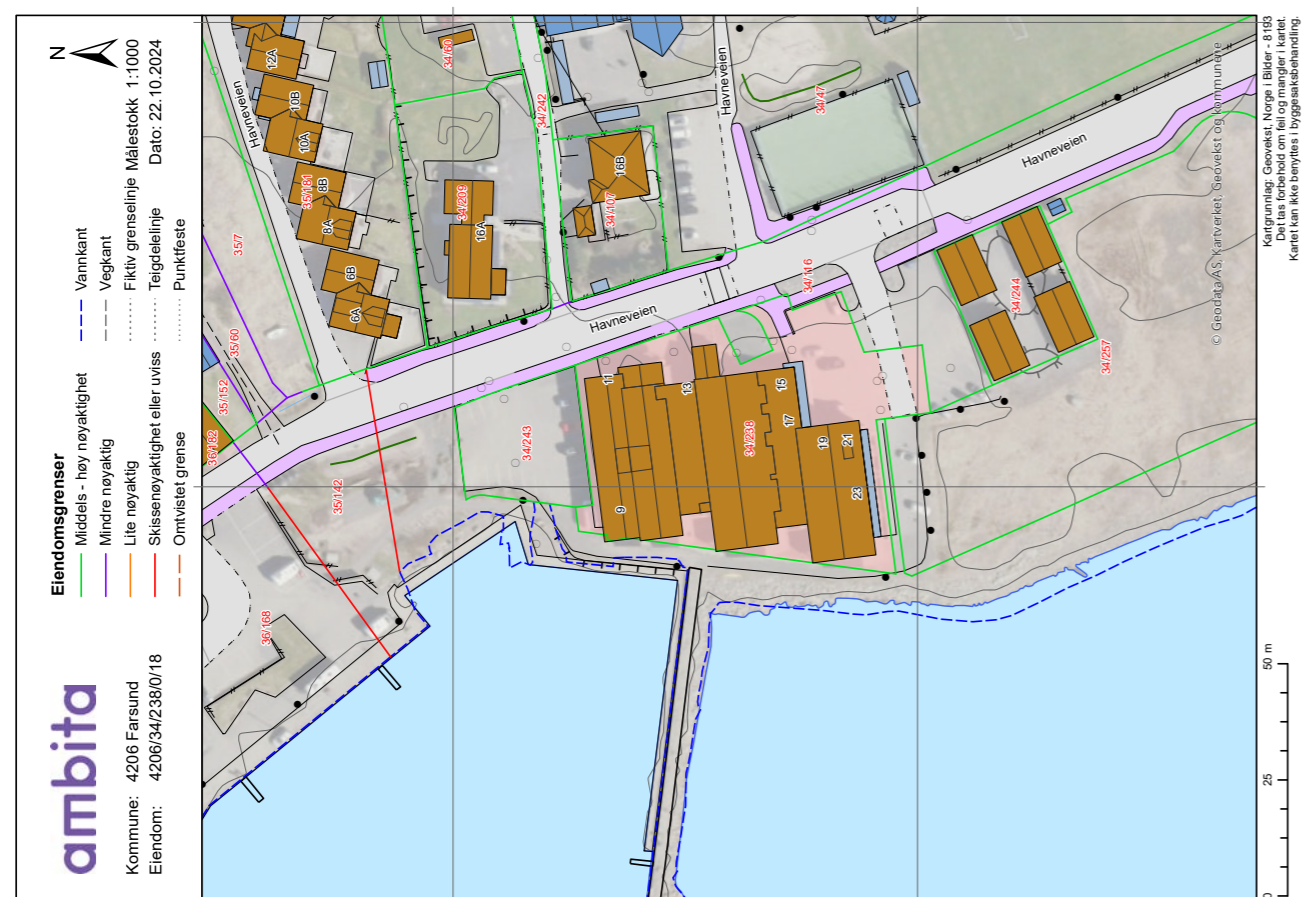 ambita
Kommune: 4206 Farsund
Eiendom: 4206/34/238/0/18
Eiendomsgrenser
Middels - høy nøyaktighet
Mindre nøyaktig
Lite nøyaktig
Skissenøyaktighet eller uviss
Omtvistet grense
Vannkant
Vegkant
Fiktiv grenselinje
Teigdelelinje
Punktfeste
N
Målestokk 1:1000
Dato: 22.10.2024
36/168
36/182
35/152
35/60
35/7
35/142
Havneveien
6A
6B
8A
8B
35/181
10A
10B
12A
34/243
34/60
34/209
16A
34/242
16B
34/107
Havneveien
Havneveien
9
11
13
15
17
34/238
19
21
23
34/116
34/47
Havneveien
34/244
34/257
© Geodata AS, Kartverket, Geovekst og kommunene
0
25
50 m
Kartgrunnlag: Geovekst, Norge i Bilder - 8193
Det tas forbehold om feil og mangler i kartet.
Kartet kan ikke benyttes i byggesaksbehandling.